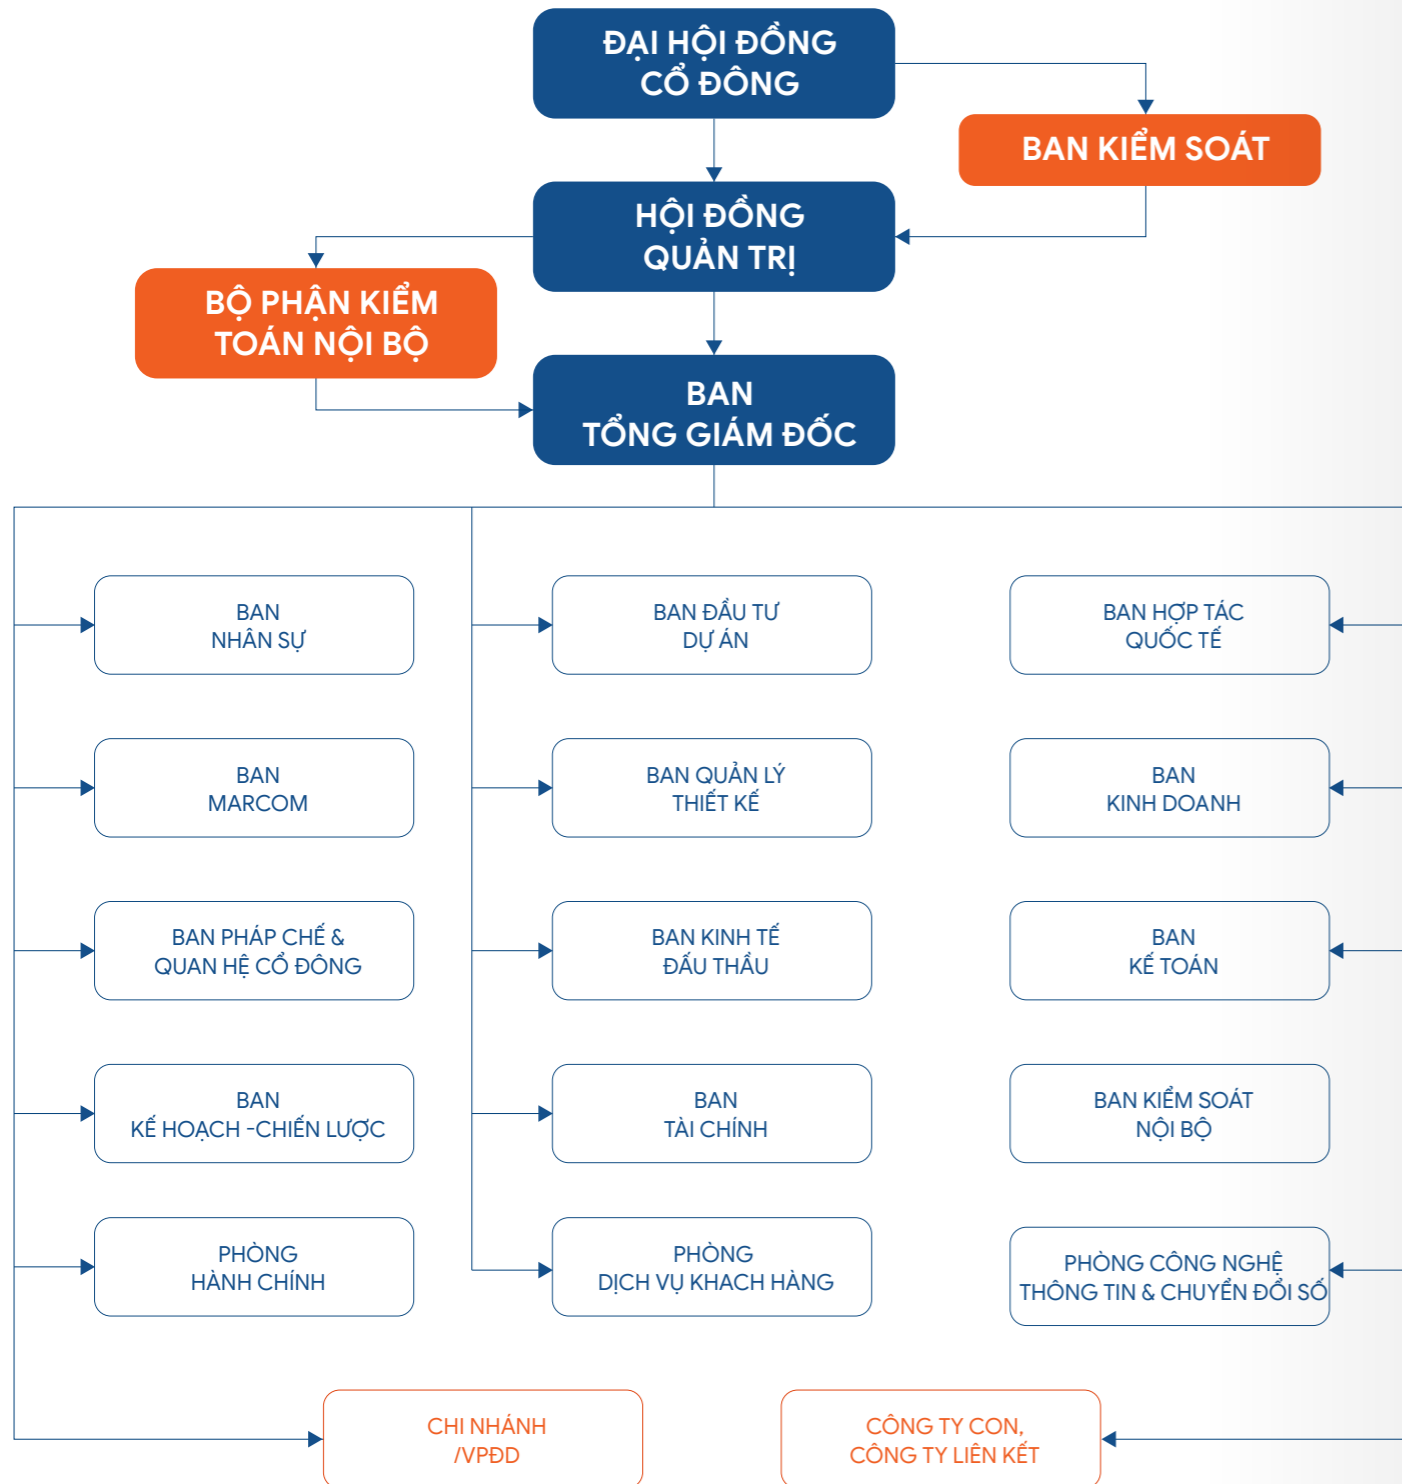 ĐẠI HỘI ĐỒNG
CỔ ĐÔNG
BAN KIỂM SOÁT
HỘI ĐỒNG
QUẢN TRỊ
BỘ PHẬN KIỂM
TOÁN NỘI BỘ
BAN
TỔNG GIÁM ĐỐC
BAN
NHÂN SỰ
BAN ĐẦU TƯ
DỰ ÁN
BAN HỢP TÁC
QUỐC TẾ
BAN
MARCOM
BAN QUẢN LÝ
THIẾT KẾ
BAN
KINH DOANH
BAN PHÁP CHẾ &
QUAN HỆ CỔ ĐÔNG
BAN KINH TẾ
ĐẤU THẦU
BAN
KẾ TOÁN
BAN
KẾ HOẠCH -CHIẾN LƯỢC
BAN
TÀI CHÍNH
BAN KIỂM SOÁT
NỘI BỘ
PHÒNG
HÀNH CHÍNH
PHÒNG
DỊCH VỤ KHACH HÀNG
PHÒNG CÔNG NGHỆ
THÔNG TIN & CHUYỂN ĐỔI SỐ
CHI NHÁNH
/VPĐD
CÔNG TY CON,
CÔNG TY LIÊN KẾT